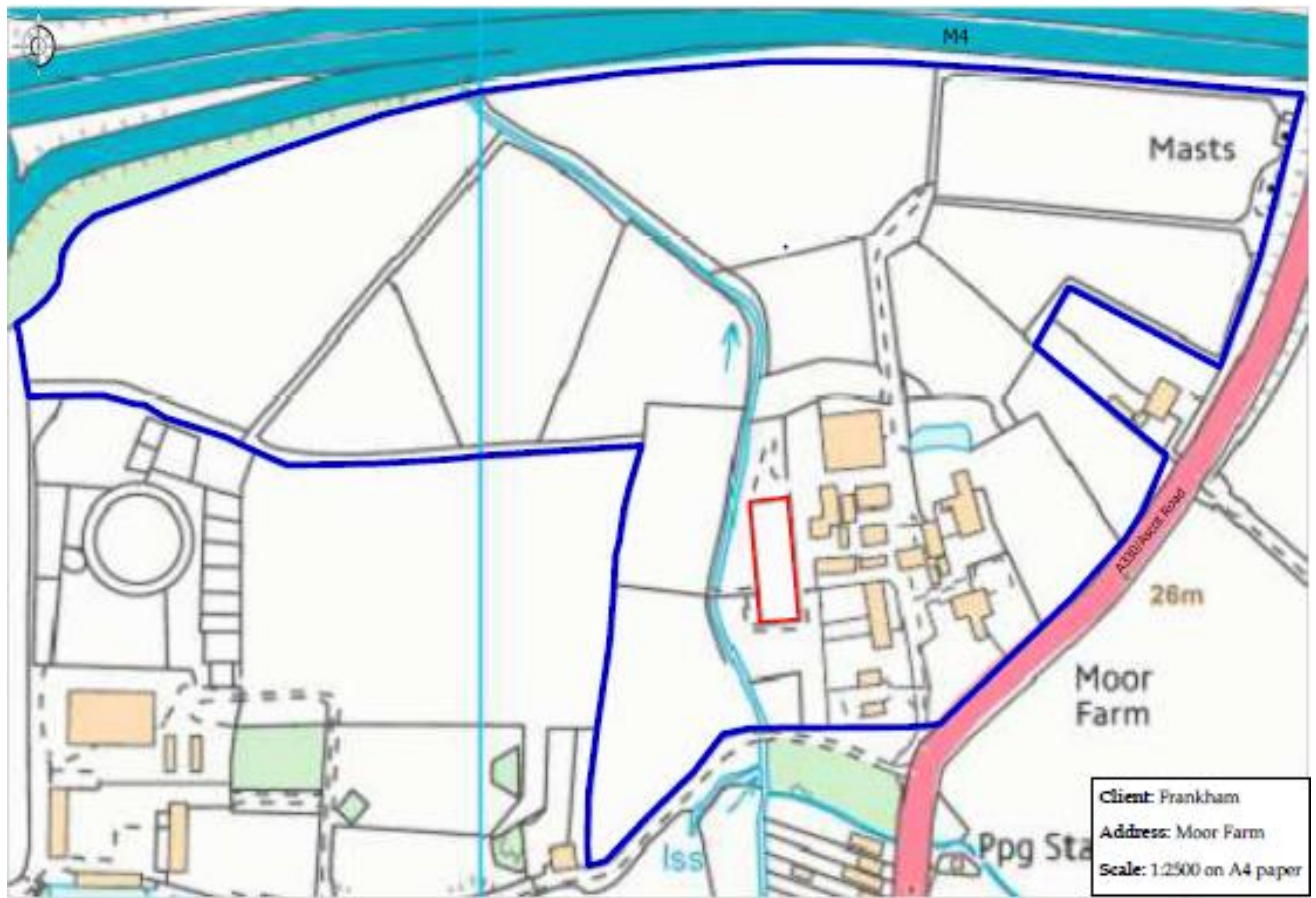 M4
Masts
A330/Ascot Road
26m
Moor
Farm
Iss
Ppg Sta
Client: Frankham
Address: Moor Farm
Scale: 1:2500 on A4 paper